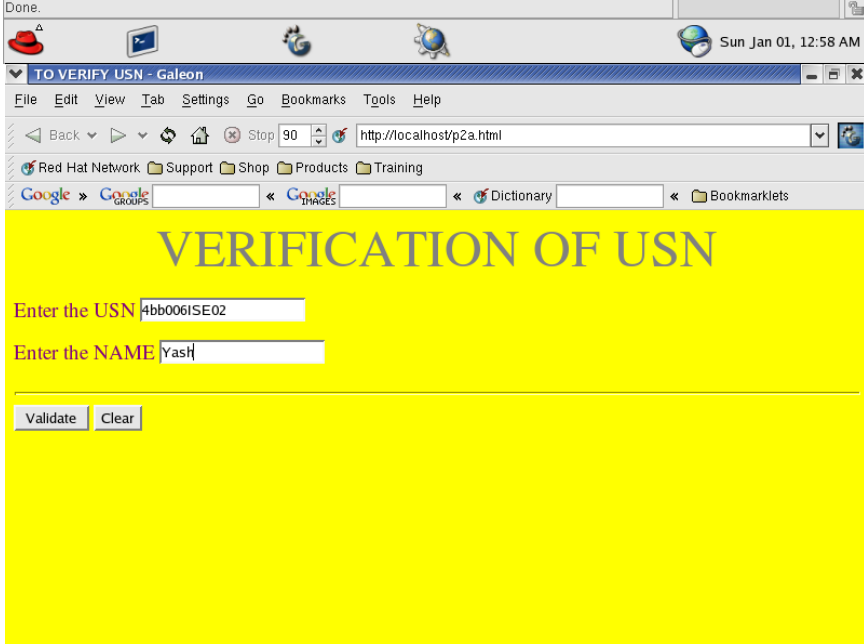 Done.
Sun Jan 01, 12:58 AM
TO VERIFY USN - Galeon
File Edit View Tab Settings Go Bookmarks Tools Help
Back Stop 90 http://localhost/p2a.html
Red Hat Network Support Shop Products Training
Google » Google GROUPS « Google IMAGES « Dictionary « Bookmarklets
VERIFICATION OF USN
Enter the USN 4bb006ISE02
Enter the NAME Yash
Validate Clear